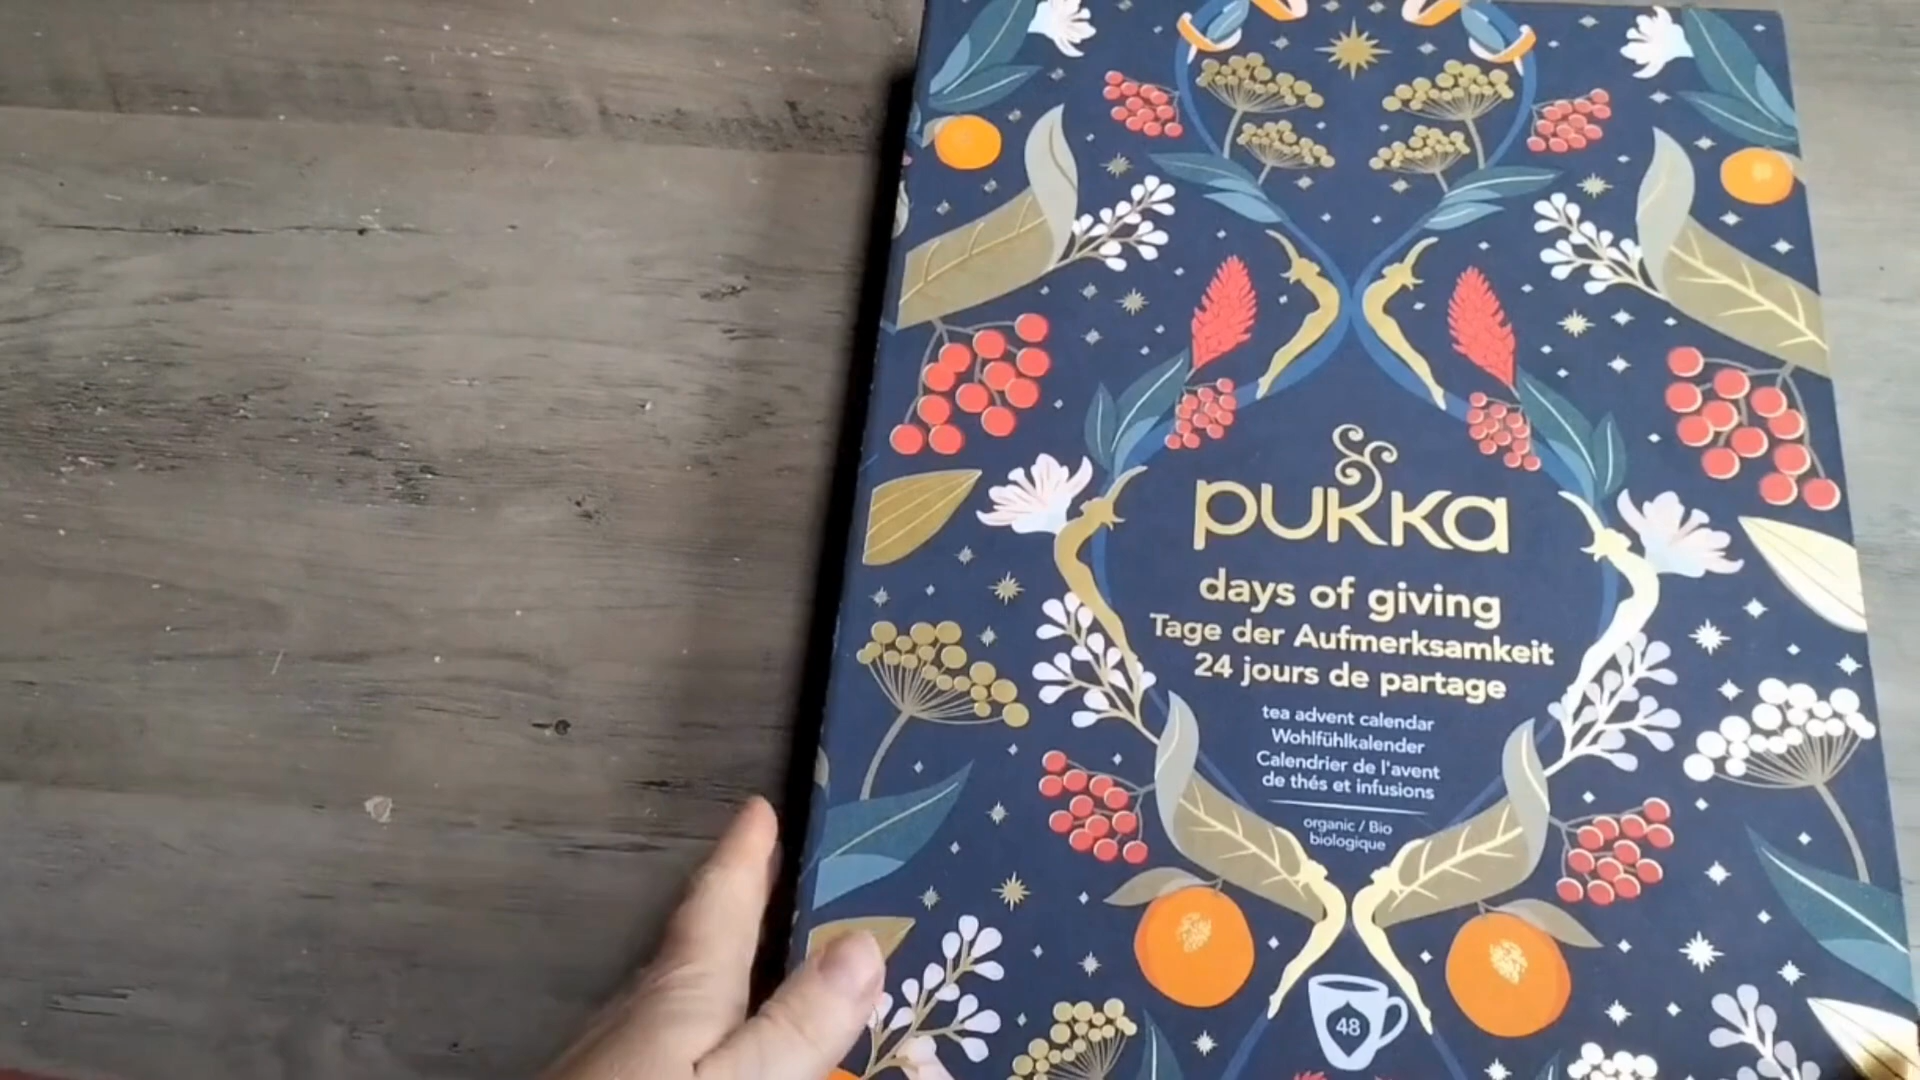 pukka
days of giving
Tage der Aufmerksamkeit
24 jours de partage
tea advent calendar
Wohlfühlkalender
Calendrier de l'avent
de thés et infusions
organic / Bio
biologique
48